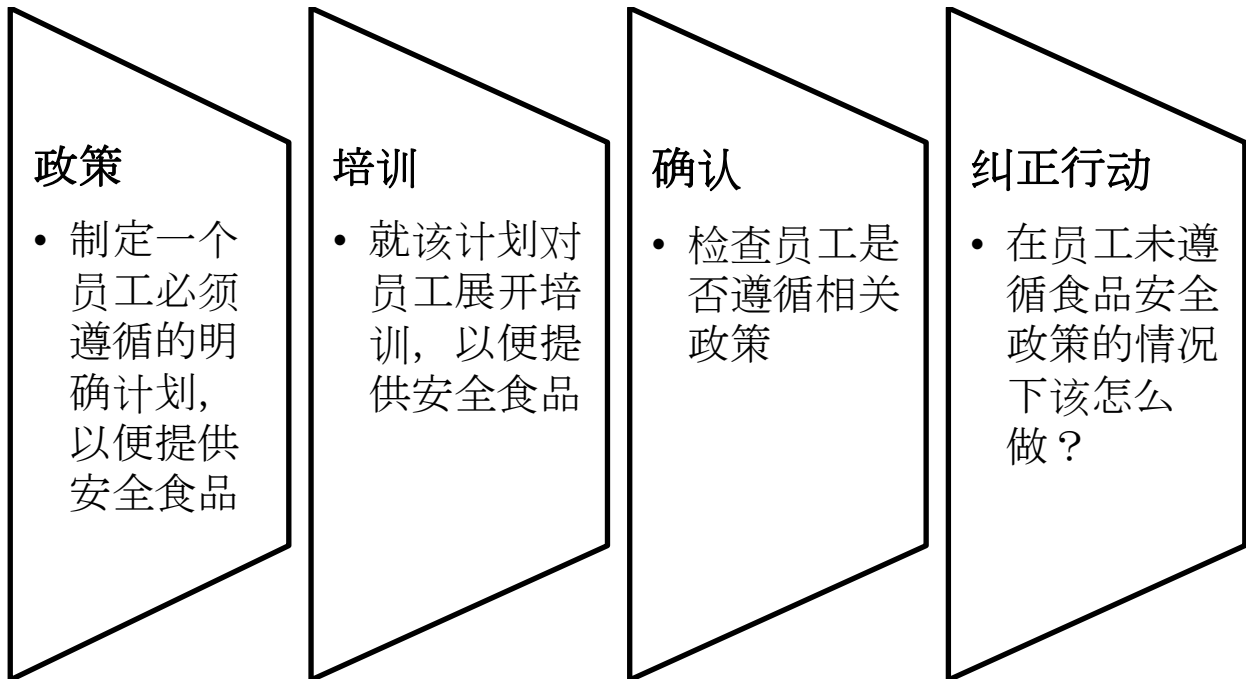 政策
• 制定一个
员工必须
遵循的明
确计划,
以便提供
安全食品
培训
• 就该计划对
员工展开培
训, 以便提
供安全食品
确认
• 检查员工是
否遵循相关
政策
纠正行动
• 在员工未遵
循食品安全
政策的情况
下该怎么
做？